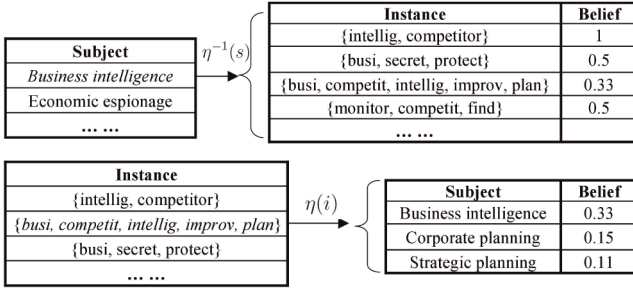 Subject
Business intelligence
Economic espionage
... ...
η⁻¹(s)
Instance Belief
{intellig, competitor} 1
{busi, secret, protect} 0.5
{busi, competit, intellig, improv, plan} 0.33
{monitor, competit, find} 0.5
... ...
Instance
{intellig, competitor}
{busi, competit, intellig, improv, plan}
{busi, secret, protect}
... ...
η(i)
Subject Belief
Business intelligence 0.33
Corporate planning 0.15
Strategic planning 0.11